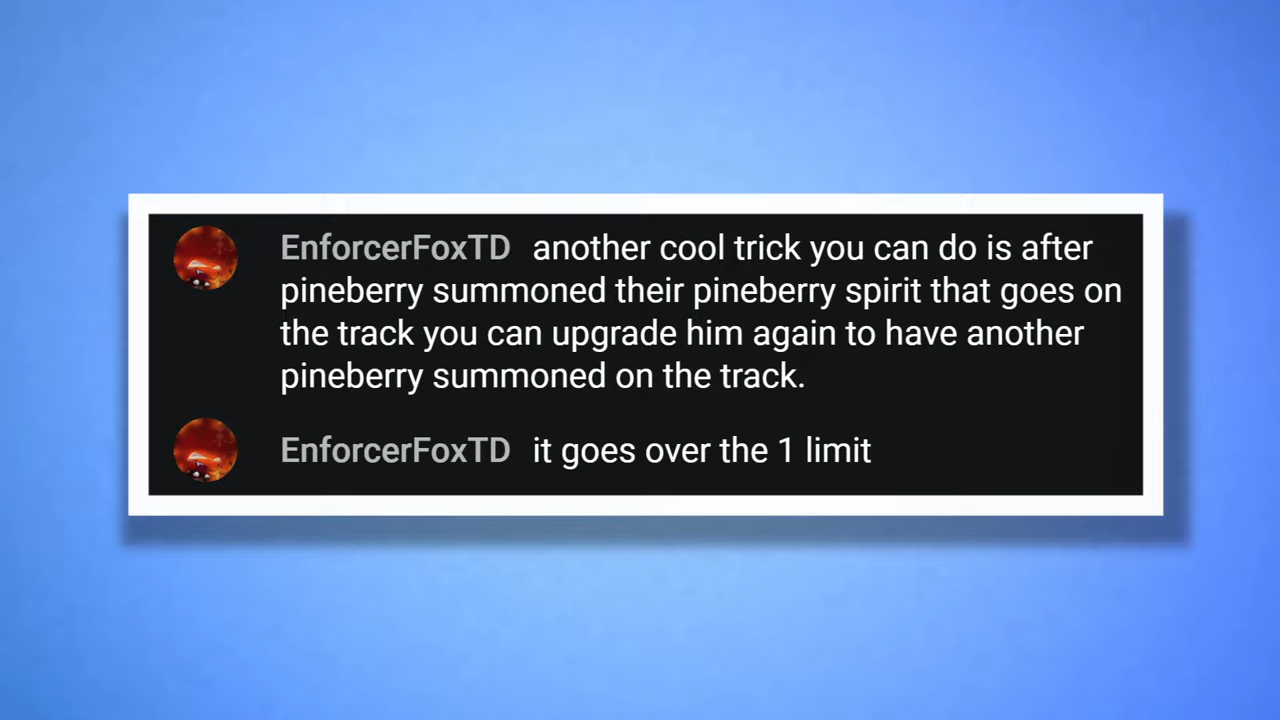 EnforcerFoxTD another cool trick you can do is after
pineberry summoned their pineberry spirit that goes on
the track you can upgrade him again to have another
pineberry summoned on the track.
EnforcerFoxTD it goes over the 1 limit